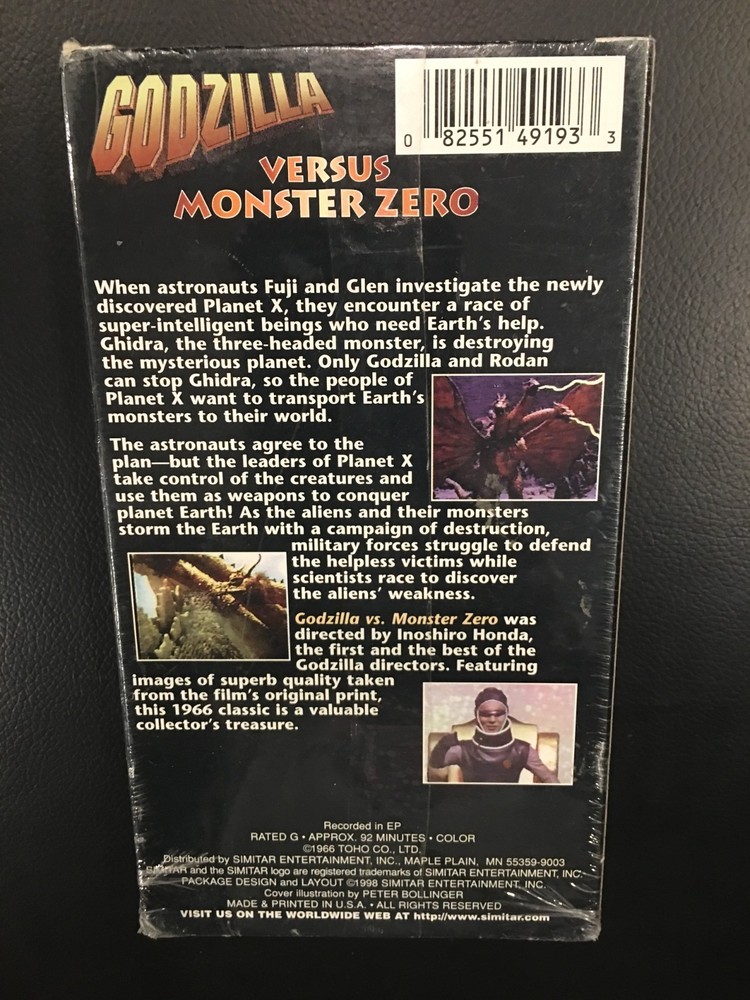 GODZILLA
VERSUS
MONSTER ZERO
0 82551 49193 3
When astronauts Fuji and Glen investigate the newly
discovered Planet X, they encounter a race of
super-intelligent beings who need Earth's help.
Ghidra, the three-headed monster, is destroying
the mysterious planet. Only Godzilla and Rodan
can stop Ghidra, so the people of
Planet X want to transport Earth's
monsters to their world.
The astronauts agree to the
plan—but the leaders of Planet X
take control of the creatures and
use them as weapons to conquer
planet Earth! As the aliens and their monsters
storm the Earth with a campaign of destruction,
military forces struggle to defend
the helpless victims while
scientists race to discover
the aliens' weakness.
Godzilla vs. Monster Zero was
directed by Inoshiro Honda,
the first and the best of the
Godzilla directors. Featuring
images of superb quality taken
from the film's original print,
this 1966 classic is a valuable
collector's treasure.
Recorded in EP
RATED G • APPROX. 92 MINUTES • COLOR
©1966 TOHO CO., LTD.
Distributed by SIMITAR ENTERTAINMENT, INC., MAPLE PLAIN, MN 55359-9003
SIMITAR and the SIMITAR logo are registered trademarks of SIMITAR ENTERTAINMENT, INC.
PACKAGE DESIGN and LAYOUT ©1998 SIMITAR ENTERTAINMENT, INC.
Cover illustration by PETER BOLLINGER
MADE & PRINTED IN U.S.A. • ALL RIGHTS RESERVED
VISIT US ON THE WORLDWIDE WEB AT http://www.simitar.com